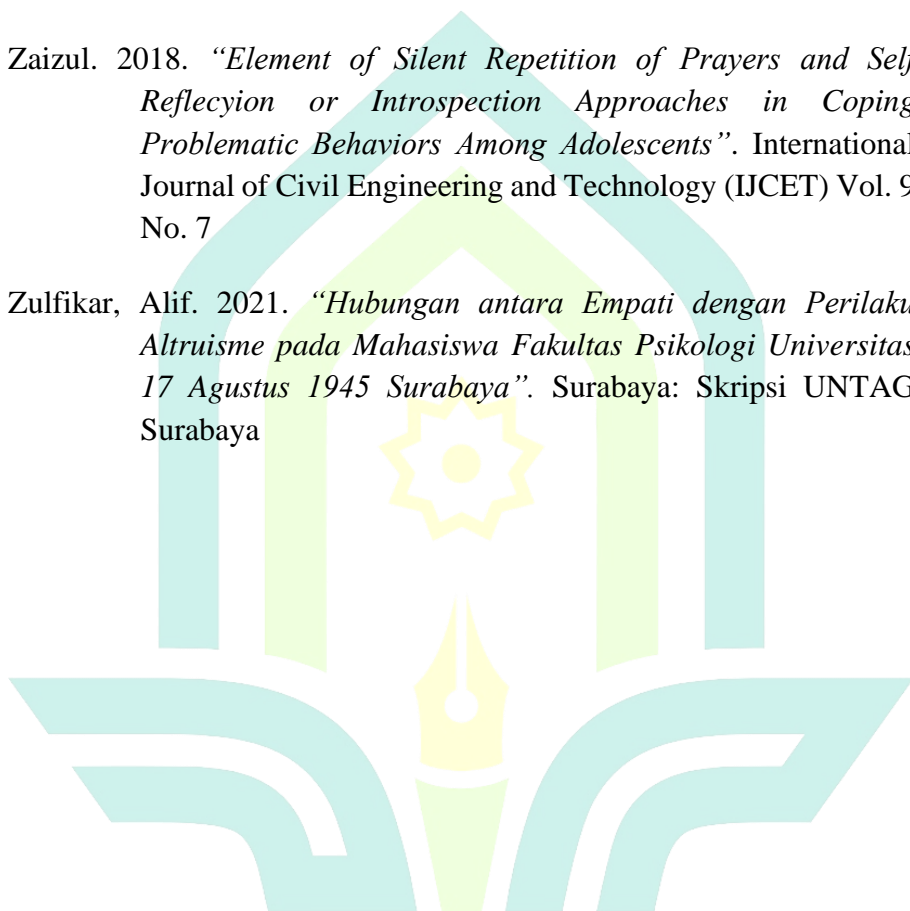 Zaizul. 2018. “Element of Silent Repetition of Prayers and Self
Reflecyion or Introspection Approaches in Coping
Problematic Behaviors Among Adolescents”. International
Journal of Civil Engineering and Technology (IJCET) Vol. 9
No. 7
Zulfikar, Alif. 2021. “Hubungan antara Empati dengan Perilaku
Altruisme pada Mahasiswa Fakultas Psikologi Universitas
17 Agustus 1945 Surabaya”. Surabaya: Skripsi UNTAG
Surabaya